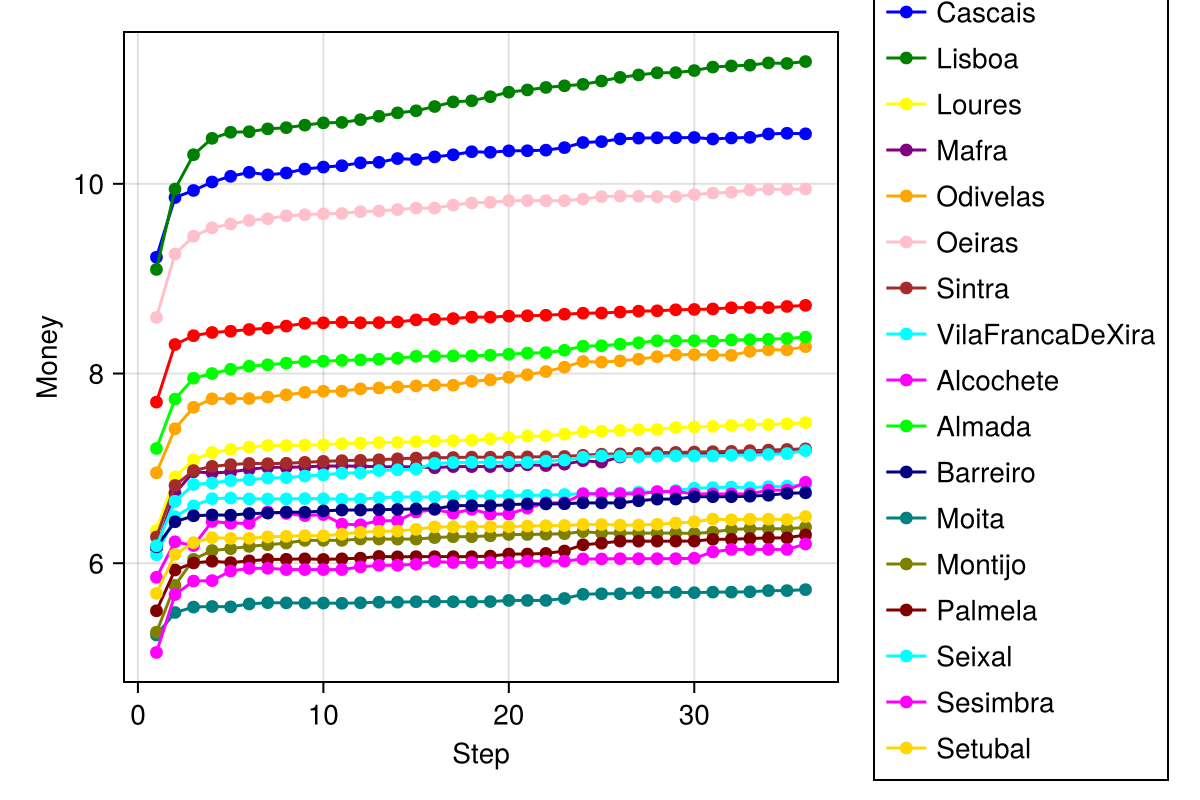 Cascais
Lisboa
Loures
Mafra
Odivelas
Oeiras
Sintra
VilaFrancaDeXira
Alcochete
Almada
Barreiro
Moita
Montijo
Palmela
Seixal
Sesimbra
Setubal
Money
10
8
6
0 10 20 30
Step